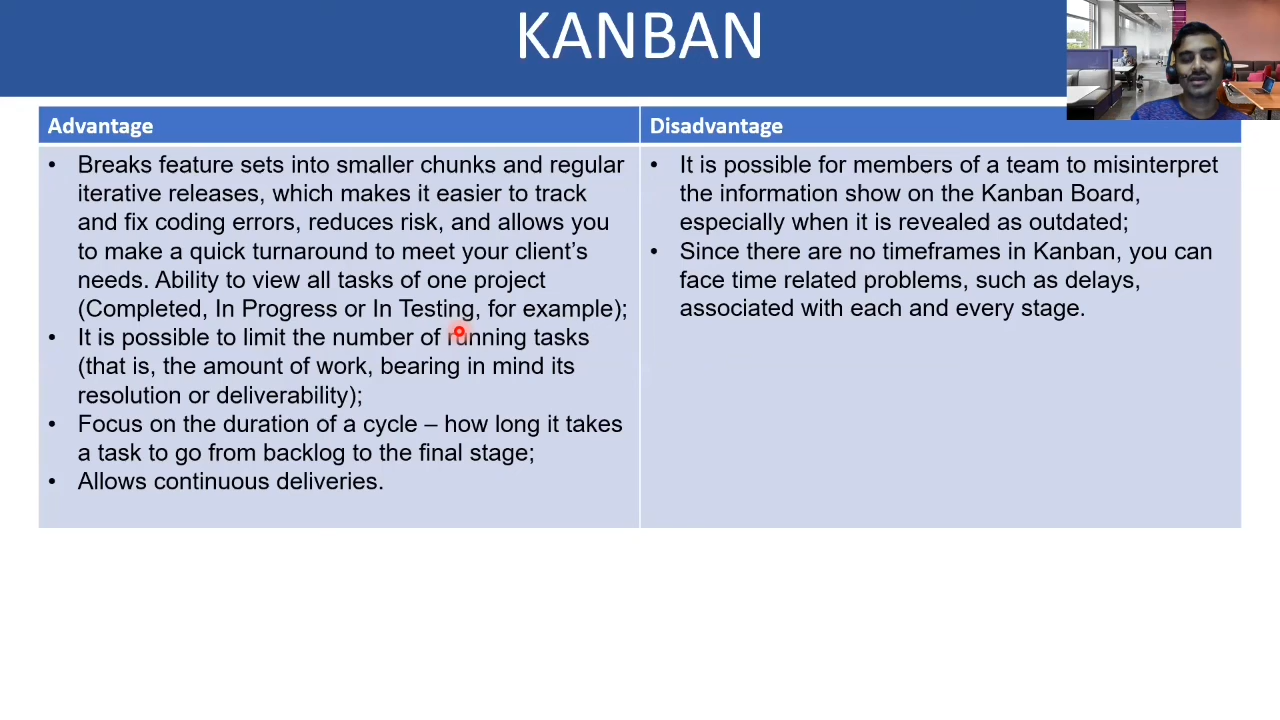 KANBAN
Advantage
• Breaks feature sets into smaller chunks and regular
iterative releases, which makes it easier to track
and fix coding errors, reduces risk, and allows you
to make a quick turnaround to meet your client’s
needs. Ability to view all tasks of one project
(Completed, In Progress or In Testing, for example);
• It is possible to limit the number of running tasks
(that is, the amount of work, bearing in mind its
resolution or deliverability);
• Focus on the duration of a cycle – how long it takes
a task to go from backlog to the final stage;
• Allows continuous deliveries.
Disadvantage
• It is possible for members of a team to misinterpret
the information show on the Kanban Board,
especially when it is revealed as outdated;
• Since there are no timeframes in Kanban, you can
face time related problems, such as delays,
associated with each and every stage.